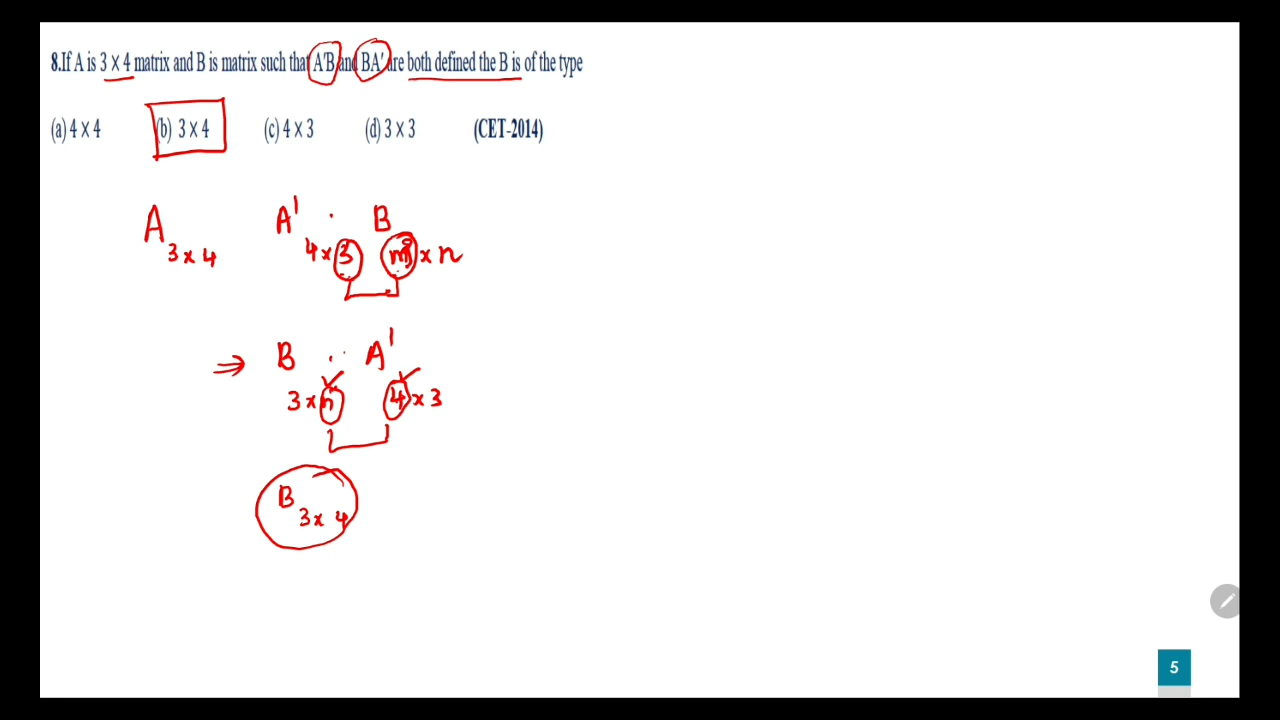 8.If A is 3 × 4 matrix and B is matrix such that A'B and BA' are both defined the B is of the type
(a) 4 × 4 (b) 3 × 4 (c) 4 × 3 (d) 3 × 3 (CET-2014)
A 3 x 4 A' . B
4 x 3 x n
⇒ B . A'
3 x n 4 x 3
B 3 x 4
5